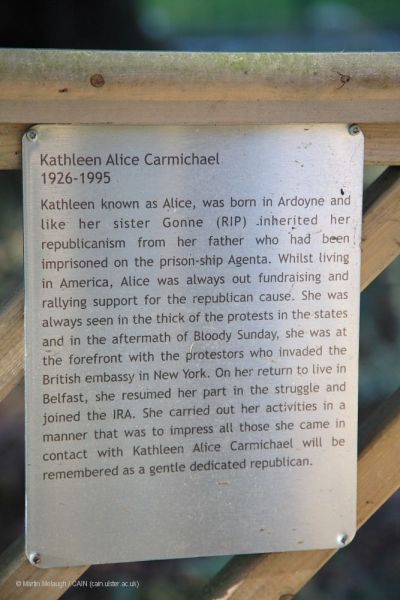 Kathleen Alice Carmichael
1926-1995
Kathleen known as Alice, was born in Ardoyne and
like her sister Gonne (RIP) inherited her
republicanism from her father who had been
imprisoned on the prison-ship Agenta. Whilst living
in America, Alice was always out fundraising and
rallying support for the republican cause. She was
always seen in the thick of the protests in the states
and in the aftermath of Bloody Sunday, she was at
the forefront with the protestors who invaded the
British embassy in New York. On her return to live in
Belfast, she resumed her part in the struggle and
joined the IRA. She carried out her activities in a
manner that was to impress all those she came in
contact with Kathleen Alice Carmichael will be
remembered as a gentle dedicated republican.
© Martin Melaugh / CAIN (cain.ulster.ac.uk)